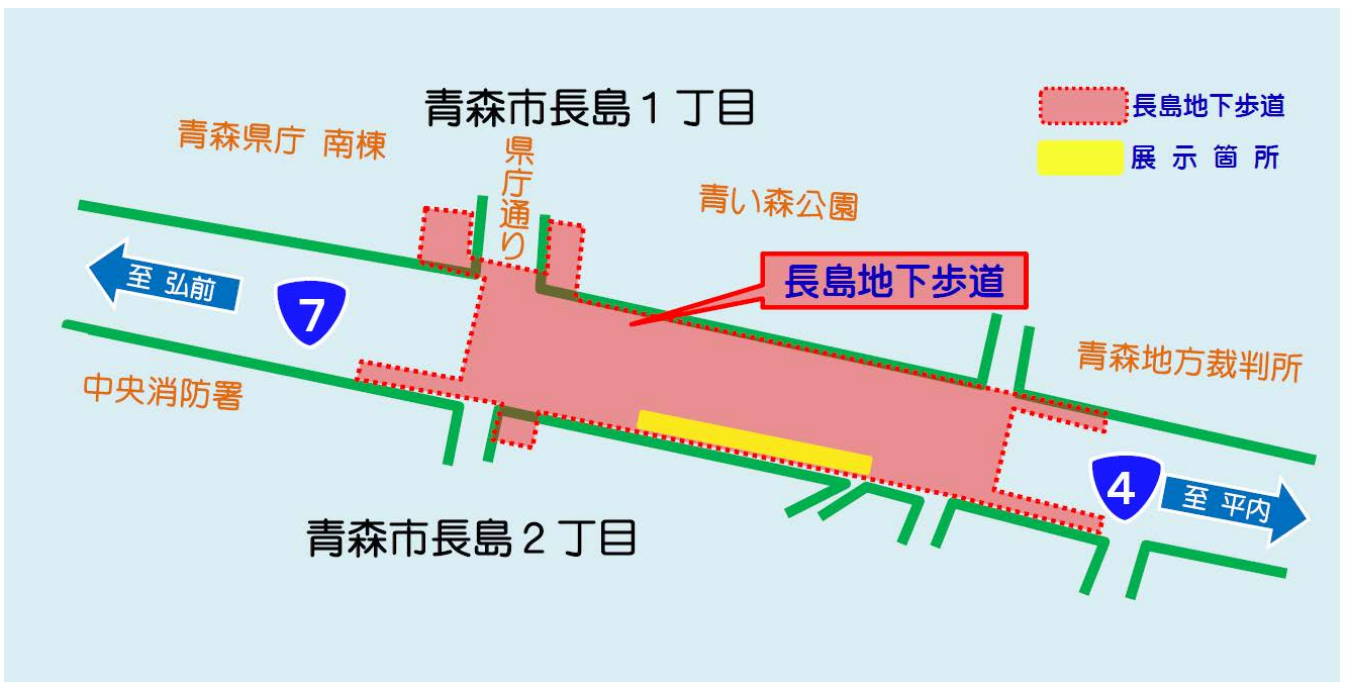 青森市長島１丁目
長島地下歩道
展示箇所
青森県庁 南棟
県庁通り
青い森公園
長島地下歩道
至 弘前
7
青森地方裁判所
中央消防署
4
至 平内
青森市長島２丁目